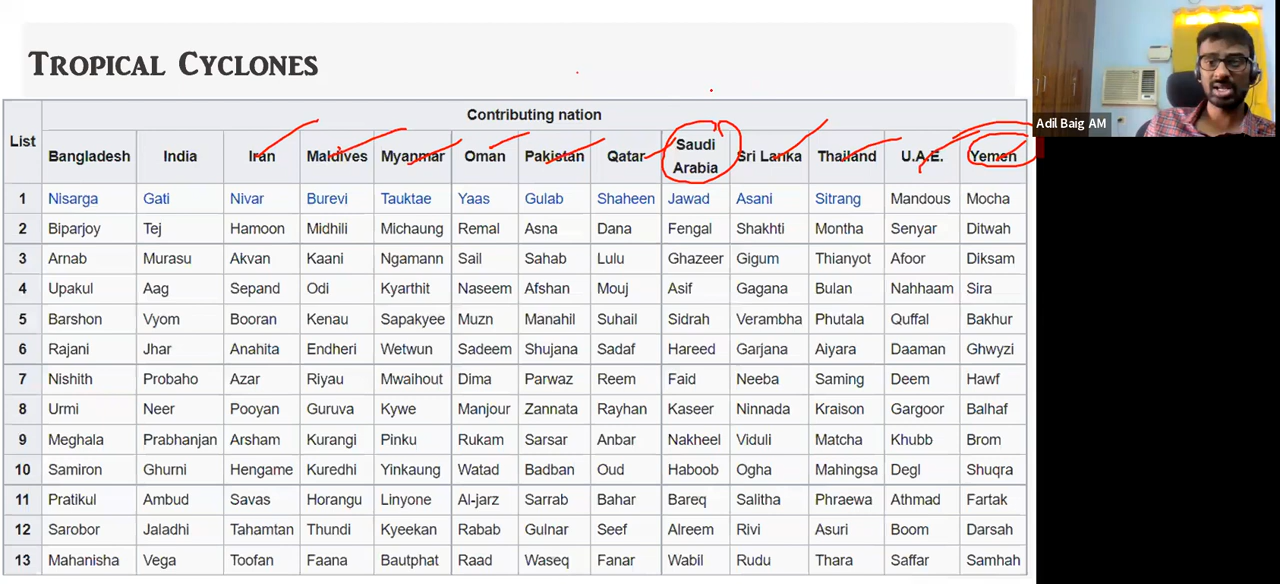 TROPICAL CYCLONES
Adil Baig AM
List Contributing nation
Bangladesh India Iran Maldives Myanmar Oman Pakistan Qatar Saudi Arabia Sri Lanka Thailand U.A.E. Yemen
1 Nisarga Gati Nivar Burevi Tauktae Yaas Gulab Shaheen Jawad Asani Sitrang Mandous Mocha
2 Biparjoy Tej Hamoon Midhili Michaung Remal Asna Dana Fengal Shakhti Montha Senyar Ditwah
3 Arnab Murasu Akvan Kaani Ngamann Sail Sahab Lulu Ghazeer Gigum Thianyot Afoor Diksam
4 Upakul Aag Sepand Odi Kyarthit Naseem Afshan Mouj Asif Gagana Bulan Nahhaam Sira
5 Barshon Vyom Booran Kenau Sapakyee Muzn Manahil Suhail Sidrah Verambha Phutala Quffal Bakhur
6 Rajani Jhar Anahita Endheri Wetwun Sadeem Shujana Sadaf Hareed Garjana Aiyara Daaman Ghwyzi
7 Nishith Probaho Azar Riyau Mwaihout Dima Parwaz Reem Faid Neeba Saming Deem Hawf
8 Urmi Neer Pooyan Guruva Kywe Manjour Zannata Rayhan Kaseer Ninnada Kraison Gargoor Balhaf
9 Meghala Prabhanjan Arsham Kurangi Pinku Rukam Sarsar Anbar Nakheel Viduli Matcha Khubb Brom
10 Samiron Ghurni Hengame Kuredhi Yinkaung Watad Badban Oud Haboob Ogha Mahingsa Degl Shuqra
11 Pratikul Ambud Savas Horangu Linyone Al-jarz Sarrab Bahar Bareq Salitha Phraewa Athmad Fartak
12 Sarobor Jaladhi Tahamtan Thundi Kyeekan Rabab Gulnar Seef Alreem Rivi Asuri Boom Darsah
13 Mahanisha Vega Toofan Faana Bautphat Raad Waseq Fanar Wabil Rudu Thara Saffar Samhah